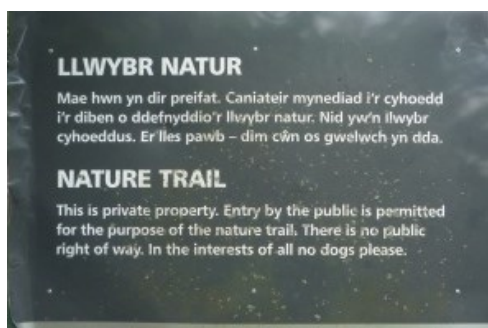 LLWYBR NATUR
Mae hwn yn dir preifat. Caniateir mynediad i'r cyhoedd
i'r diben o ddefnyddio'r llwybr natur. Nid yw'n ilwybr
cyhoeddus. Er lles pawb – dim cŵn os gwelwch yn dda.
NATURE TRAIL
This is private property. Entry by the public is permitted
for the purpose of the nature trail. There is no public
right of way. In the interests of all no dogs please.